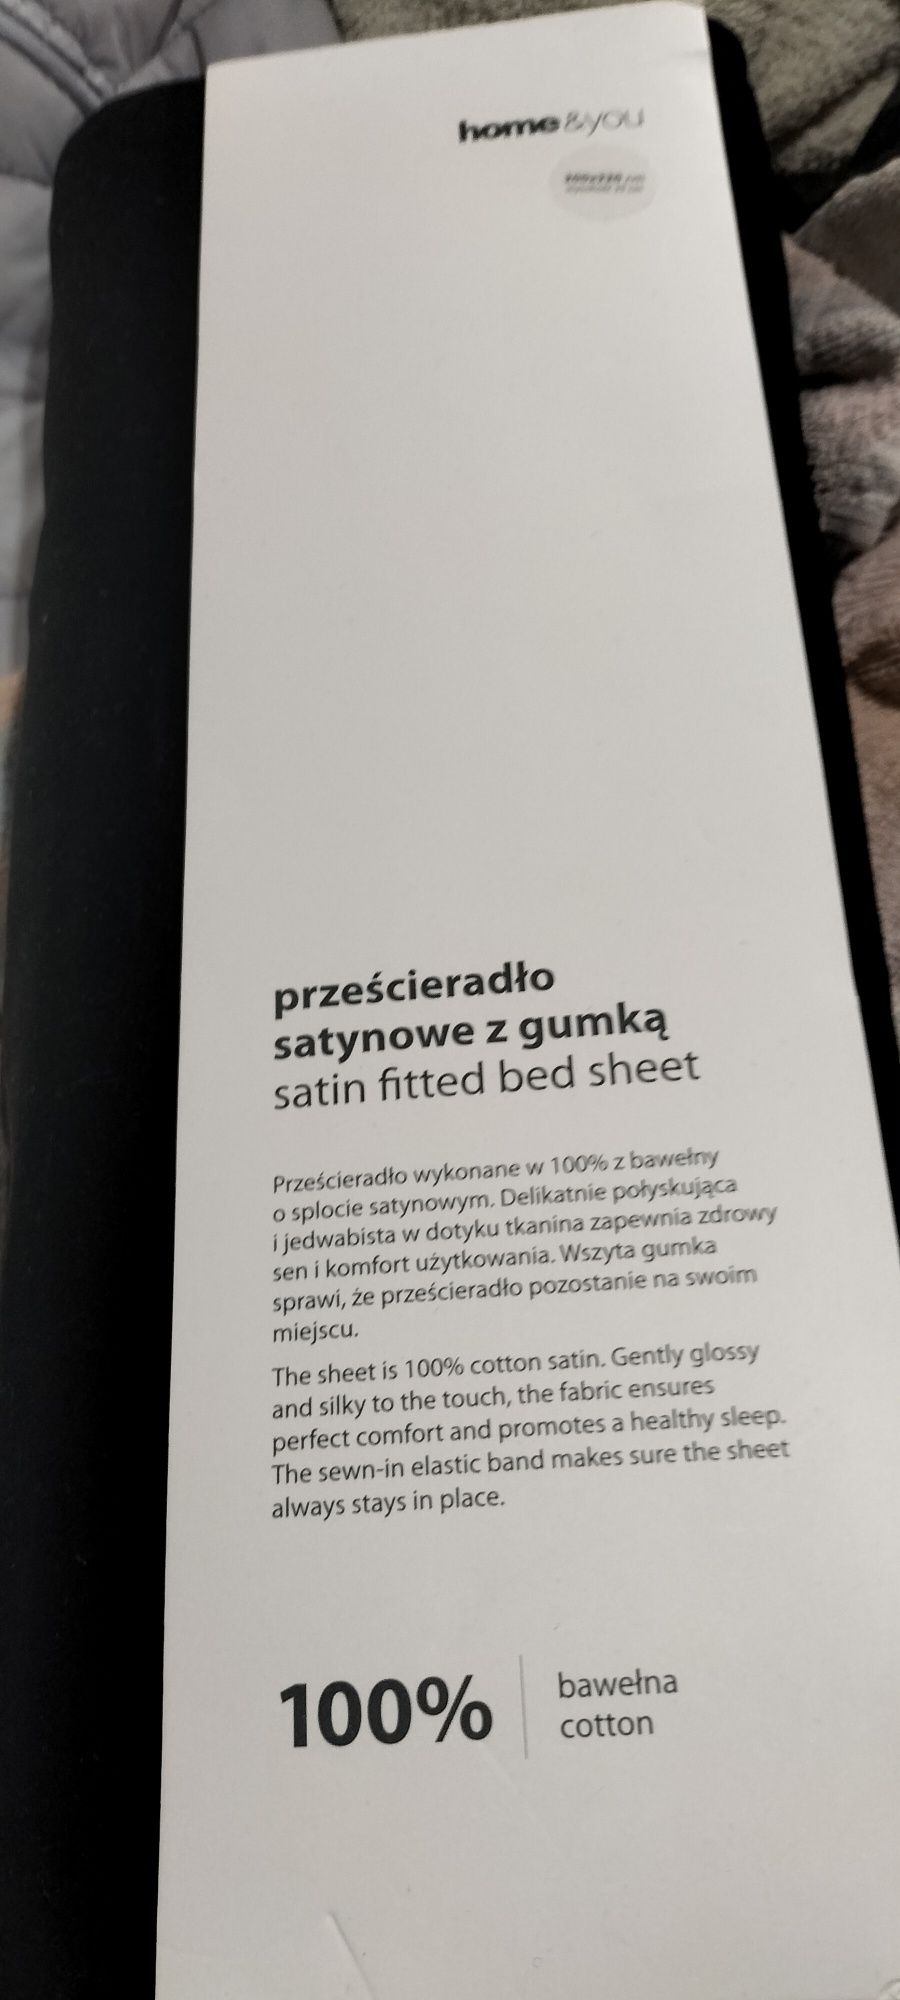 home&you
prześcieradło
satynowe z gumką
satin fitted bed sheet
Prześcieradło wykonane w 100% z bawełny
o splocie satynowym. Delikatnie połyskująca
i jedwabista w dotyku tkanina zapewnia zdrowy
sen i komfort użytkowania. Wszyta gumka
sprawi, że prześcieradło pozostanie na swoim
miejscu.
The sheet is 100% cotton satin. Gently glossy
and silky to the touch, the fabric ensures
perfect comfort and promotes a healthy sleep.
The sewn-in elastic band makes sure the sheet
always stays in place.
100%
bawełna
cotton